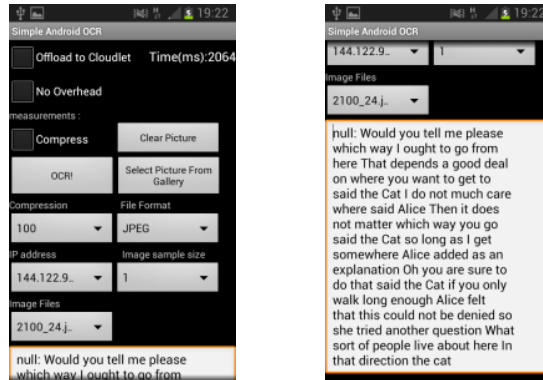 19:22
Simple Android OCR
Offload to Cloudlet Time(ms):2064
No Overhead
measurements :
Compress Clear Picture
OCR! Select Picture From
Gallery
Compression File Format
100 JPEG
IP address Image sample size
144.122.9.. 1
Image Files
2100_24.j..
null: Would you tell me please
which way I ought to go from
19:22
Simple Android OCR
144.122.9.. 1
Image Files
2100_24.j..
null: Would you tell me please
which way I ought to go from
here That depends a good deal
on where you want to get to
said the Cat I do not much care
where said Alice Then it does
not matter which way you go
said the Cat so long as I get
somewhere Alice added as an
explanation Oh you are sure to
do that said the Cat if you only
walk long enough Alice felt
that this could not be denied so
she tried another question What
sort of people live about here In
that direction the cat